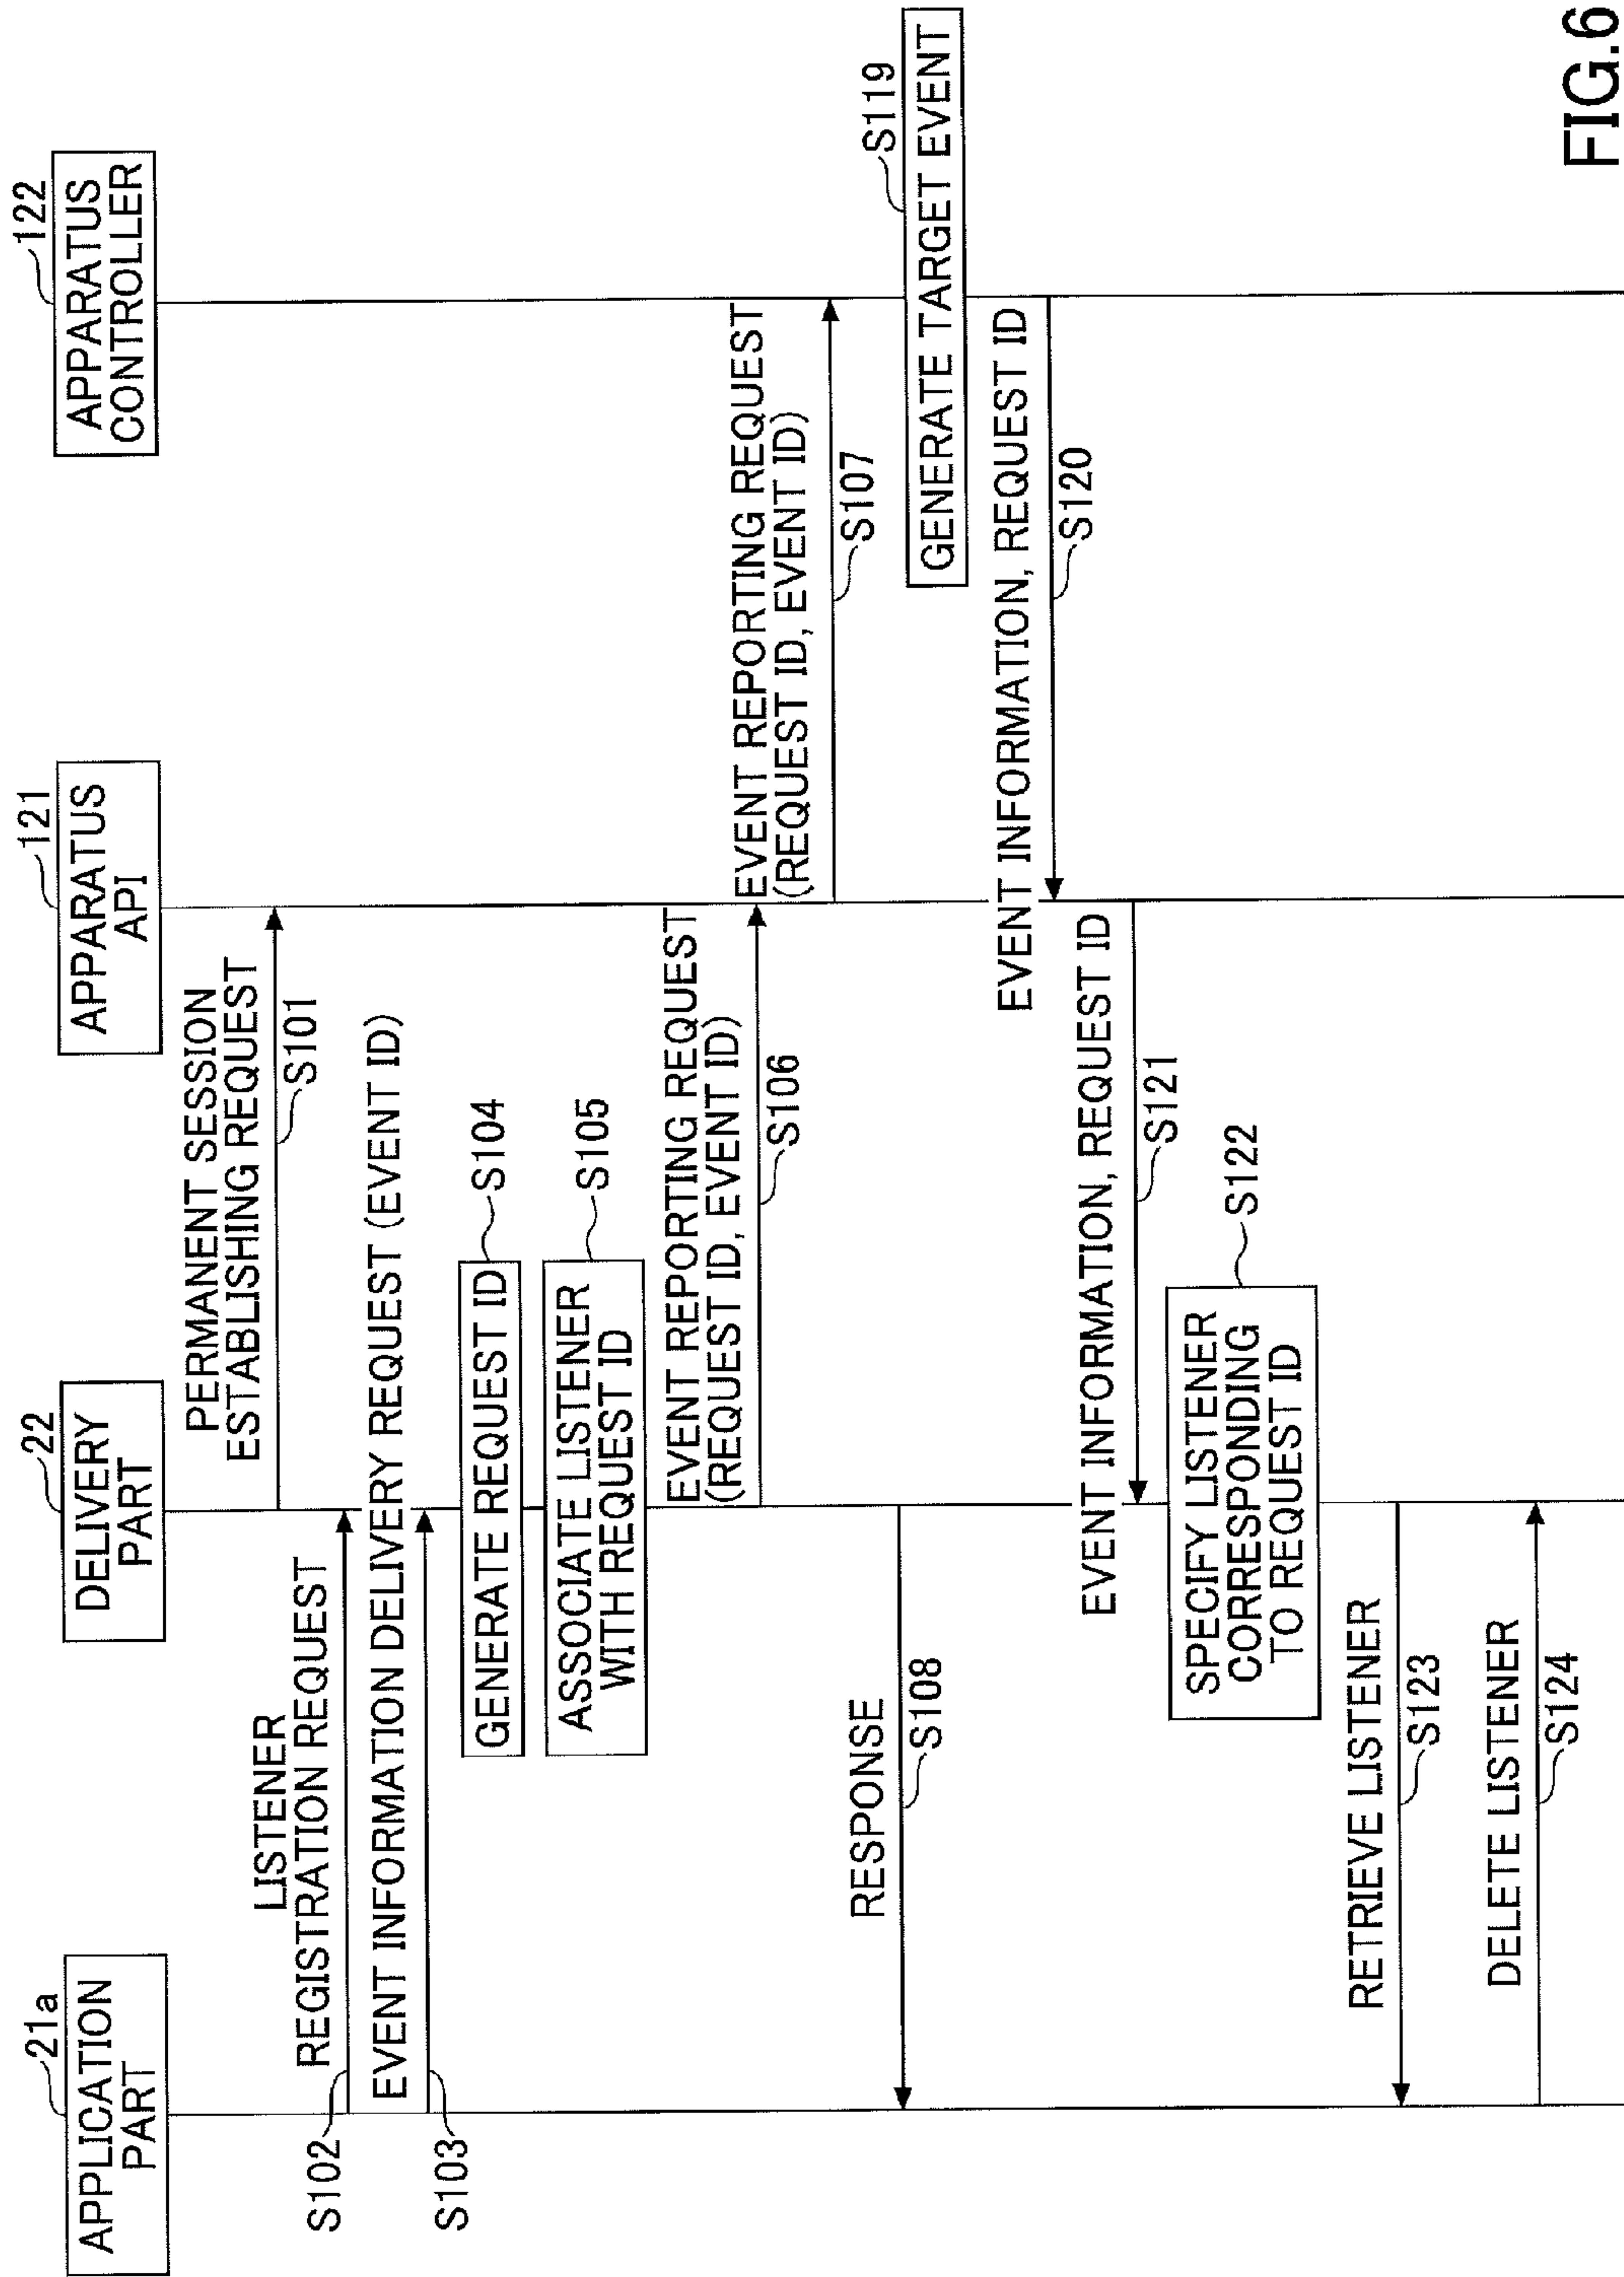 21a
APPLICATION
PART
22
DELIVERY
PART
121
APPARATUS
API
122
APPARATUS
CONTROLLER
PERMANENT SESSION
ESTABLISHING REQUEST
S101
LISTENER
REGISTRATION REQUEST
S102
EVENT INFORMATION DELIVERY REQUEST (EVENT ID)
S103
GENERATE REQUEST ID
S104
ASSOCIATE LISTENER
WITH REQUEST ID
S105
EVENT REPORTING REQUEST
(REQUEST ID, EVENT ID)
S106
EVENT REPORTING REQUEST
(REQUEST ID, EVENT ID)
S107
RESPONSE
S108
S119
GENERATE TARGET EVENT
EVENT INFORMATION, REQUEST ID
S120
EVENT INFORMATION, REQUEST ID
S121
SPECIFY LISTENER
CORRESPONDING
TO REQUEST ID
S122
RETRIEVE LISTENER
S123
DELETE LISTENER
S124
FIG.6